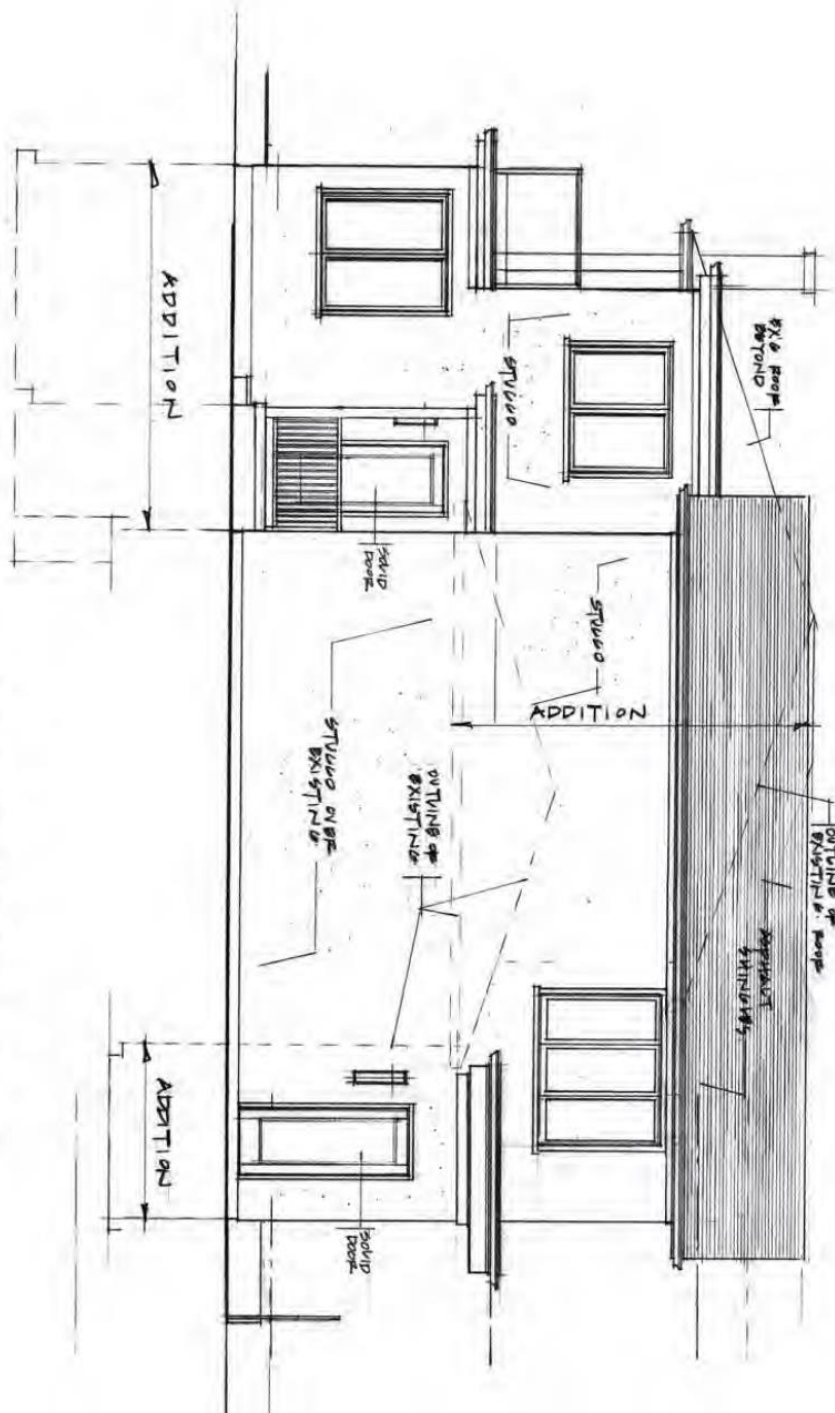 EX'G ROOF
BEYOND
STUCCO
ADDITION
SOLID
DOOR
STUCCO
ADDITION
OUTLINE OF
EXISTING ROOF
STUCCO OVER
EXISTING
OUTLINE OF
EXISTING
ASPHALT
SHINGLES
ADDITION
SOLID
DOOR